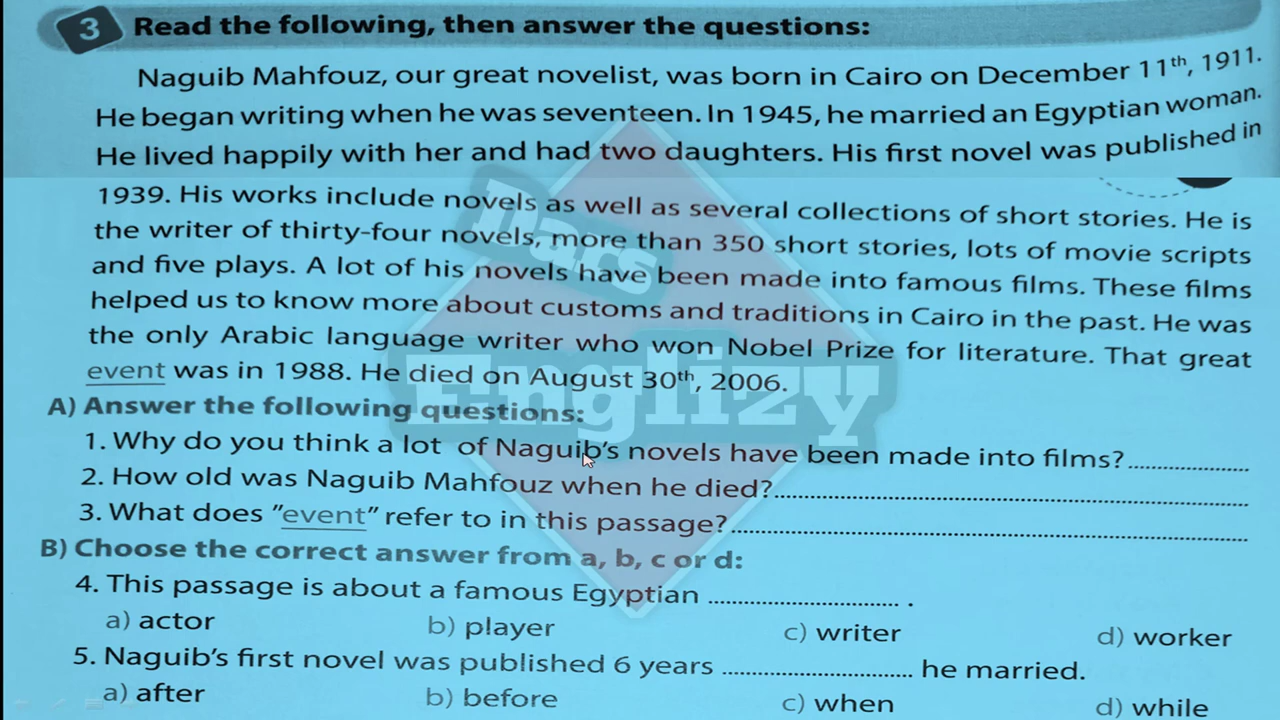 3 Read the following, then answer the questions:
Naguib Mahfouz, our great novelist, was born in Cairo on December 11th, 1911.
He began writing when he was seventeen. In 1945, he married an Egyptian woman.
He lived happily with her and had two daughters. His first novel was published in
1939. His works include novels as well as several collections of short stories. He is
the writer of thirty-four novels, more than 350 short stories, lots of movie scripts
and five plays. A lot of his novels have been made into famous films. These films
helped us to know more about customs and traditions in Cairo in the past. He was
the only Arabic language writer who won Nobel Prize for literature. That great
event was in 1988. He died on August 30th, 2006.
Dars
Englizy
A) Answer the following questions:
1. Why do you think a lot of Naguib's novels have been made into films? ....................
2. How old was Naguib Mahfouz when he died?....................
3. What does "event" refer to in this passage?....................
B) Choose the correct answer from a, b, c or d:
4. This passage is about a famous Egyptian .................... .
a) actor b) player c) writer d) worker
5. Naguib's first novel was published 6 years .................... he married.
a) after b) before c) when d) while